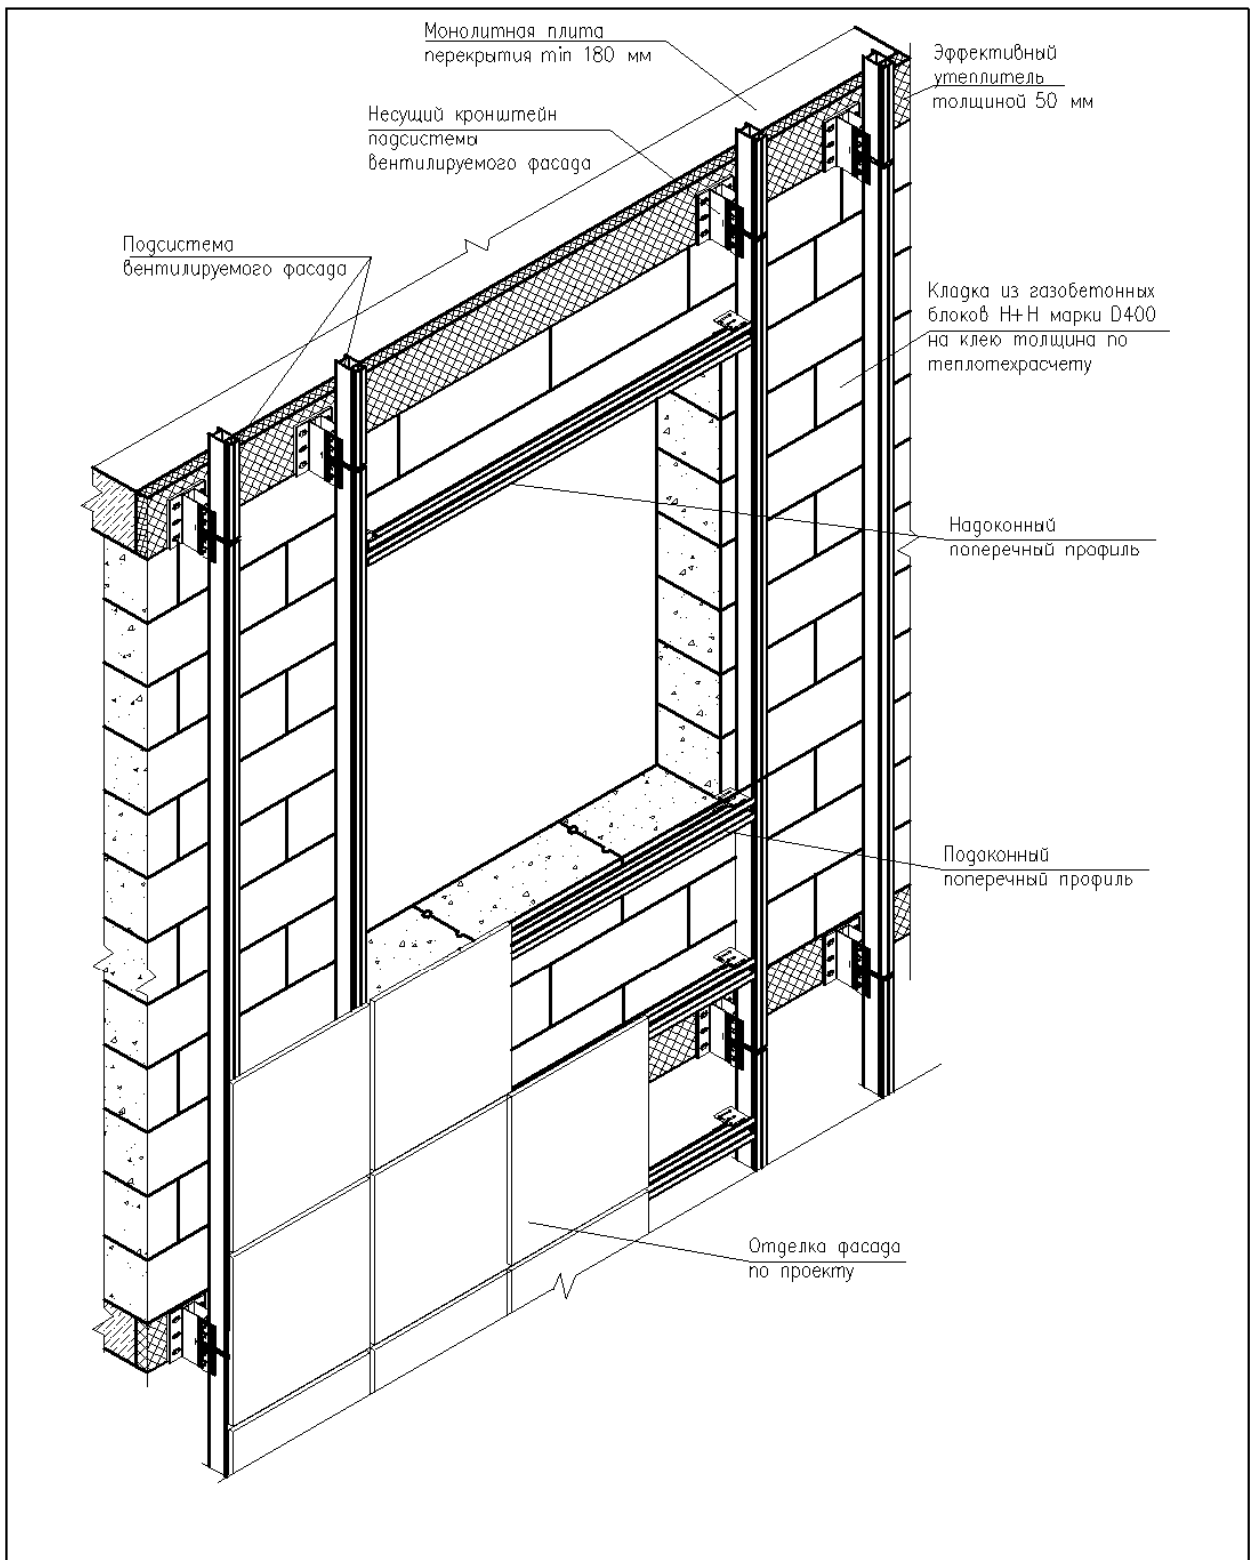 Монолитная плита
перекрытия min 180 мм
Эффективный
утеплитель
толщиной 50 мм
Несущий кронштейн
подсистемы
вентилируемого фасада
Подсистема
вентилируемого фасада
Кладка из газобетонных
блоков H+H марки D400
на клею толщина по
теплотехрасчету
Надоконный
поперечный профиль
Подоконный
поперечный профиль
Отделка фасада
по проекту